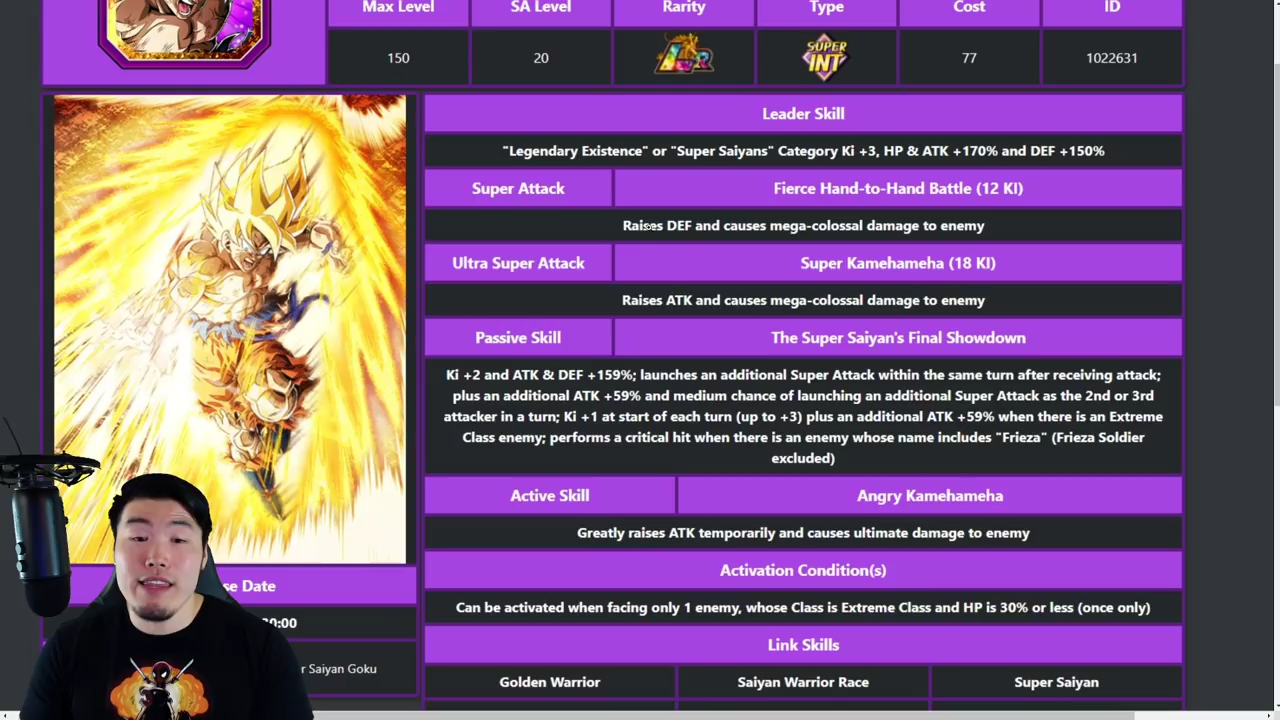 Max Level SA Level Rarity Type Cost ID
150 20 LR SUPER INT 77 1022631
Leader Skill
"Legendary Existence" or "Super Saiyans" Category Ki +3, HP & ATK +170% and DEF +150%
Super Attack Fierce Hand-to-Hand Battle (12 KI)
Raises DEF and causes mega-colossal damage to enemy
Ultra Super Attack Super Kamehameha (18 KI)
Raises ATK and causes mega-colossal damage to enemy
Passive Skill The Super Saiyan's Final Showdown
Ki +2 and ATK & DEF +159%; launches an additional Super Attack within the same turn after receiving attack;
plus an additional ATK +59% and medium chance of launching an additional Super Attack as the 2nd or 3rd
attacker in a turn; Ki +1 at start of each turn (up to +3) plus an additional ATK +59% when there is an Extreme
Class enemy; performs a critical hit when there is an enemy whose name includes "Frieza" (Frieza Soldier
excluded)
Active Skill Angry Kamehameha
Greatly raises ATK temporarily and causes ultimate damage to enemy
Activation Condition(s)
Can be activated when facing only 1 enemy, whose Class is Extreme Class and HP is 30% or less (once only)
Link Skills
Golden Warrior Saiyan Warrior Race Super Saiyan
Date
:00
Saiyan Goku